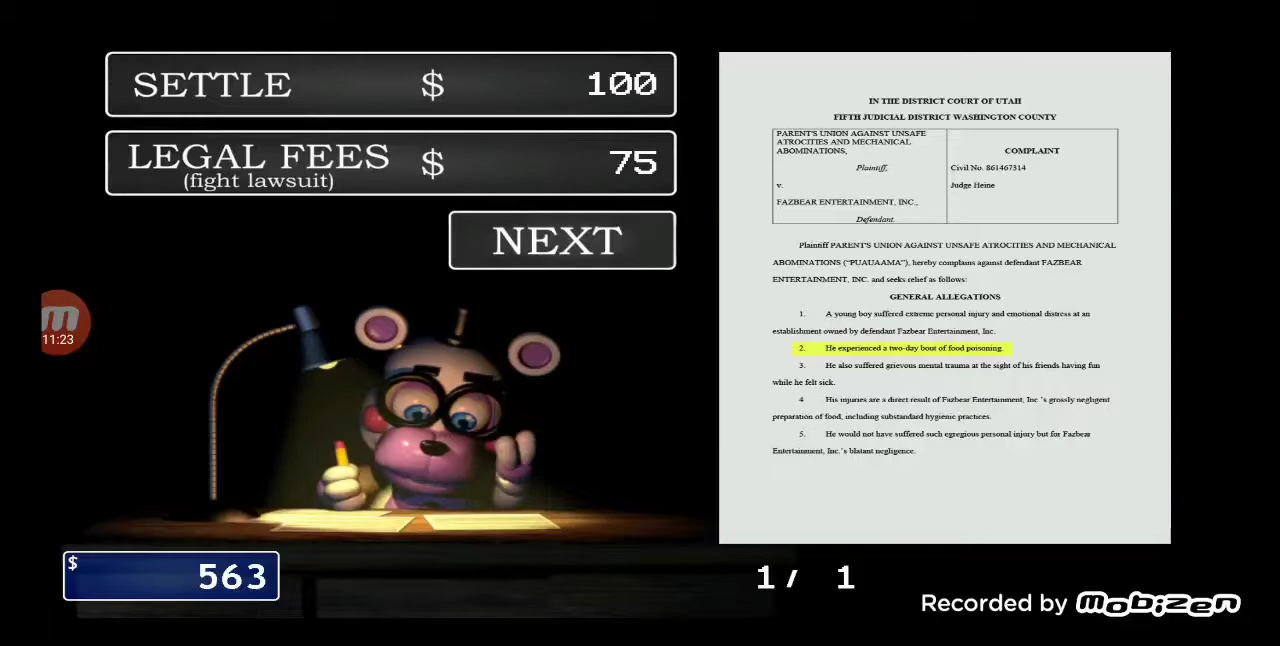 SETTLE $ 100
LEGAL FEES $ 75
(fight lawsuit)
NEXT
11:23
$ 563
IN THE DISTRICT COURT OF UTAH
FIFTH JUDICIAL DISTRICT WASHINGTON COUNTY
PARENT'S UNION AGAINST UNSAFE
ATROCITIES AND MECHANICAL
ABOMINATIONS,
Plaintiff,
v.
FAZBEAR ENTERTAINMENT, INC.,
Defendant.
COMPLAINT
Civil No. 861467314
Judge Heine
Plaintiff PARENT'S UNION AGAINST UNSAFE ATROCITIES AND MECHANICAL
ABOMINATIONS ("PUAUAAMA"), hereby complains against defendant FAZBEAR
ENTERTAINMENT, INC. and seeks relief as follows:
GENERAL ALLEGATIONS
1. A young boy suffered extreme personal injury and emotional distress at an
establishment owned by defendant Fazbear Entertainment, Inc.
2. He experienced a two-day bout of food poisoning.
3. He also suffered grievous mental trauma at the sight of his friends having fun
while he felt sick.
4 His injuries are a direct result of Fazbear Entertainment, Inc.'s grossly negligent
preparation of food, including substandard hygienic practices.
5. He would not have suffered such egregious personal injury but for Fazbear
Entertainment, Inc.'s blatant negligence.
1 / 1
Recorded by mobizen